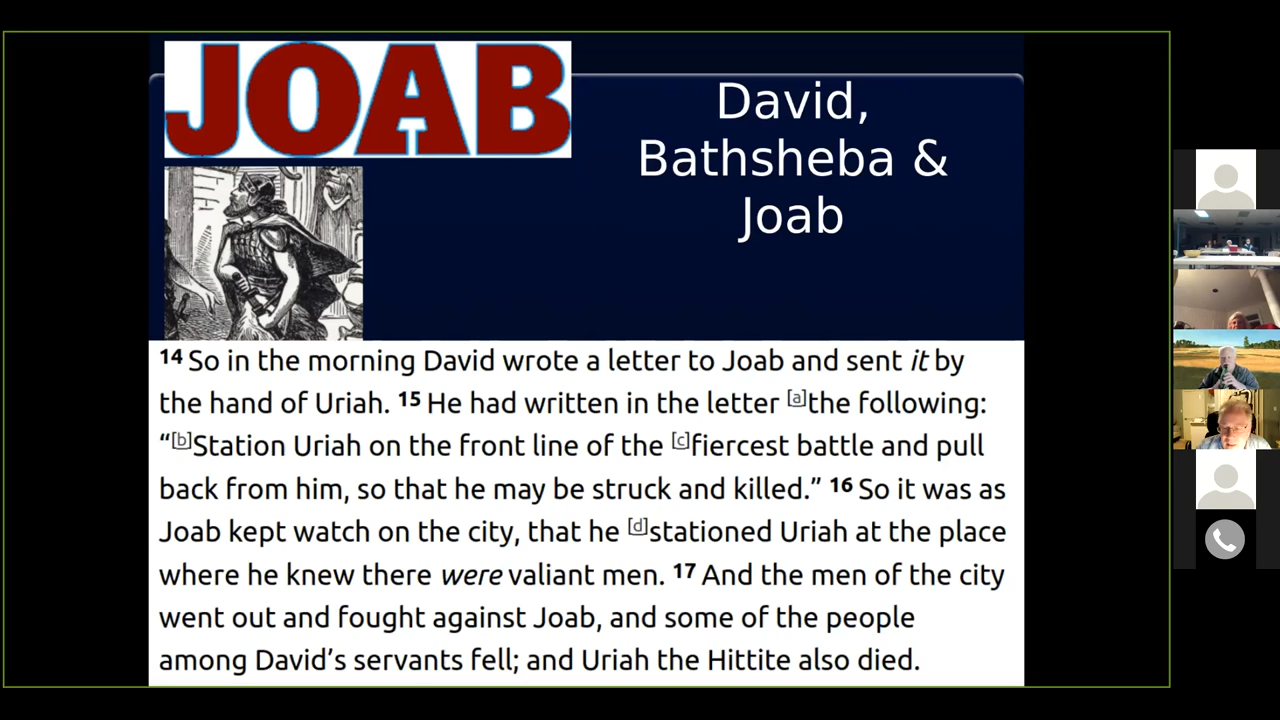 JOAB
David,
Bathsheba &
Joab
14 So in the morning David wrote a letter to Joab and sent it by
the hand of Uriah. 15 He had written in the letter [a]the following:
“[b]Station Uriah on the front line of the [c]fiercest battle and pull
back from him, so that he may be struck and killed.” 16 So it was as
Joab kept watch on the city, that he [d]stationed Uriah at the place
where he knew there were valiant men. 17 And the men of the city
went out and fought against Joab, and some of the people
among David’s servants fell; and Uriah the Hittite also died.